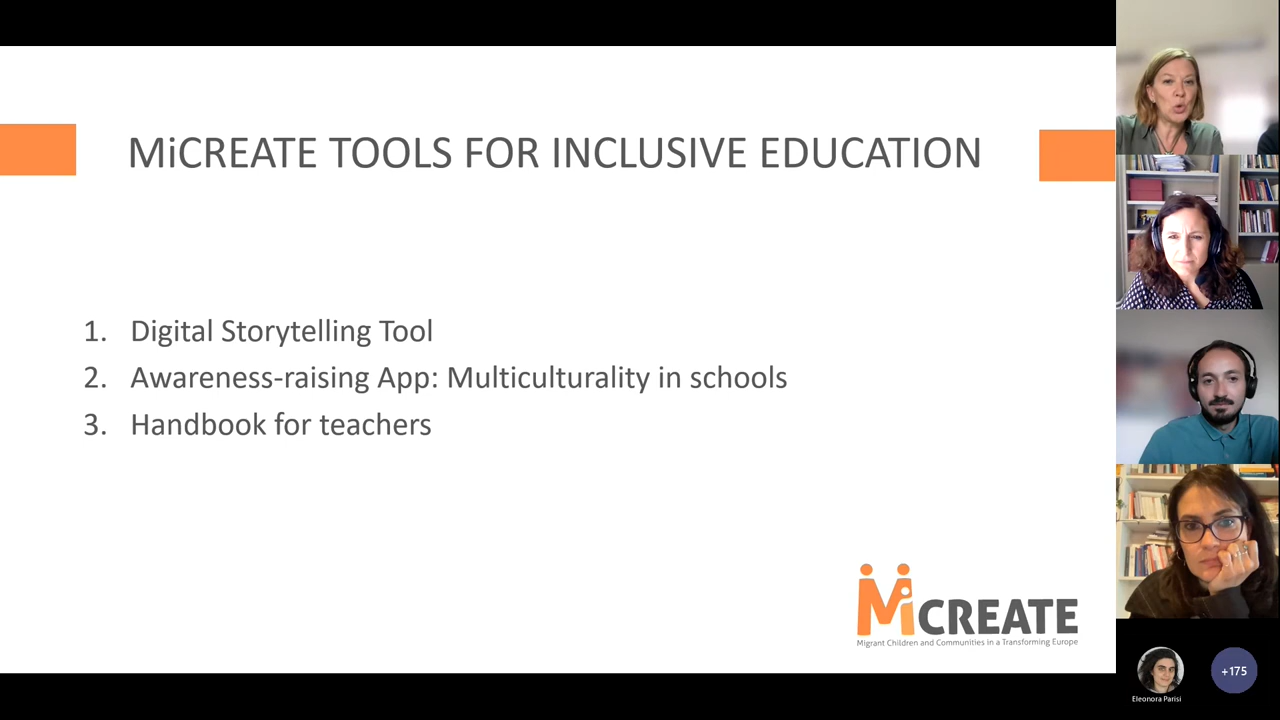 MiCREATE TOOLS FOR INCLUSIVE EDUCATION
1. Digital Storytelling Tool
2. Awareness-raising App: Multiculturality in schools
3. Handbook for teachers
MiCREATE
Migrant Children and Communities in a Transforming Europe
Eleonora Parisi
+175